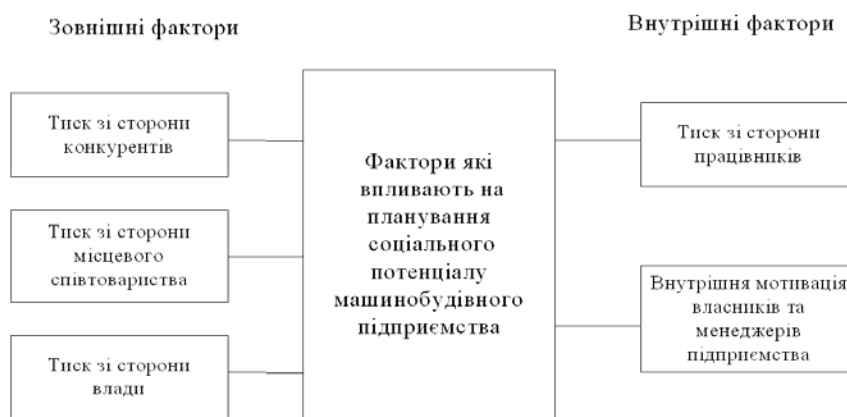 Зовнішні фактори
Внутрішні фактори
Тиск зі сторони
конкурентів
Тиск зі сторони
місцевого
співтовариства
Тиск зі сторони
влади
Фактори які
впливають на
планування
соціального
потенціалу
машинобудівного
підприємства
Тиск зі сторони
працівників
Внутрішня мотивація
власників та
менеджерів
підприємства